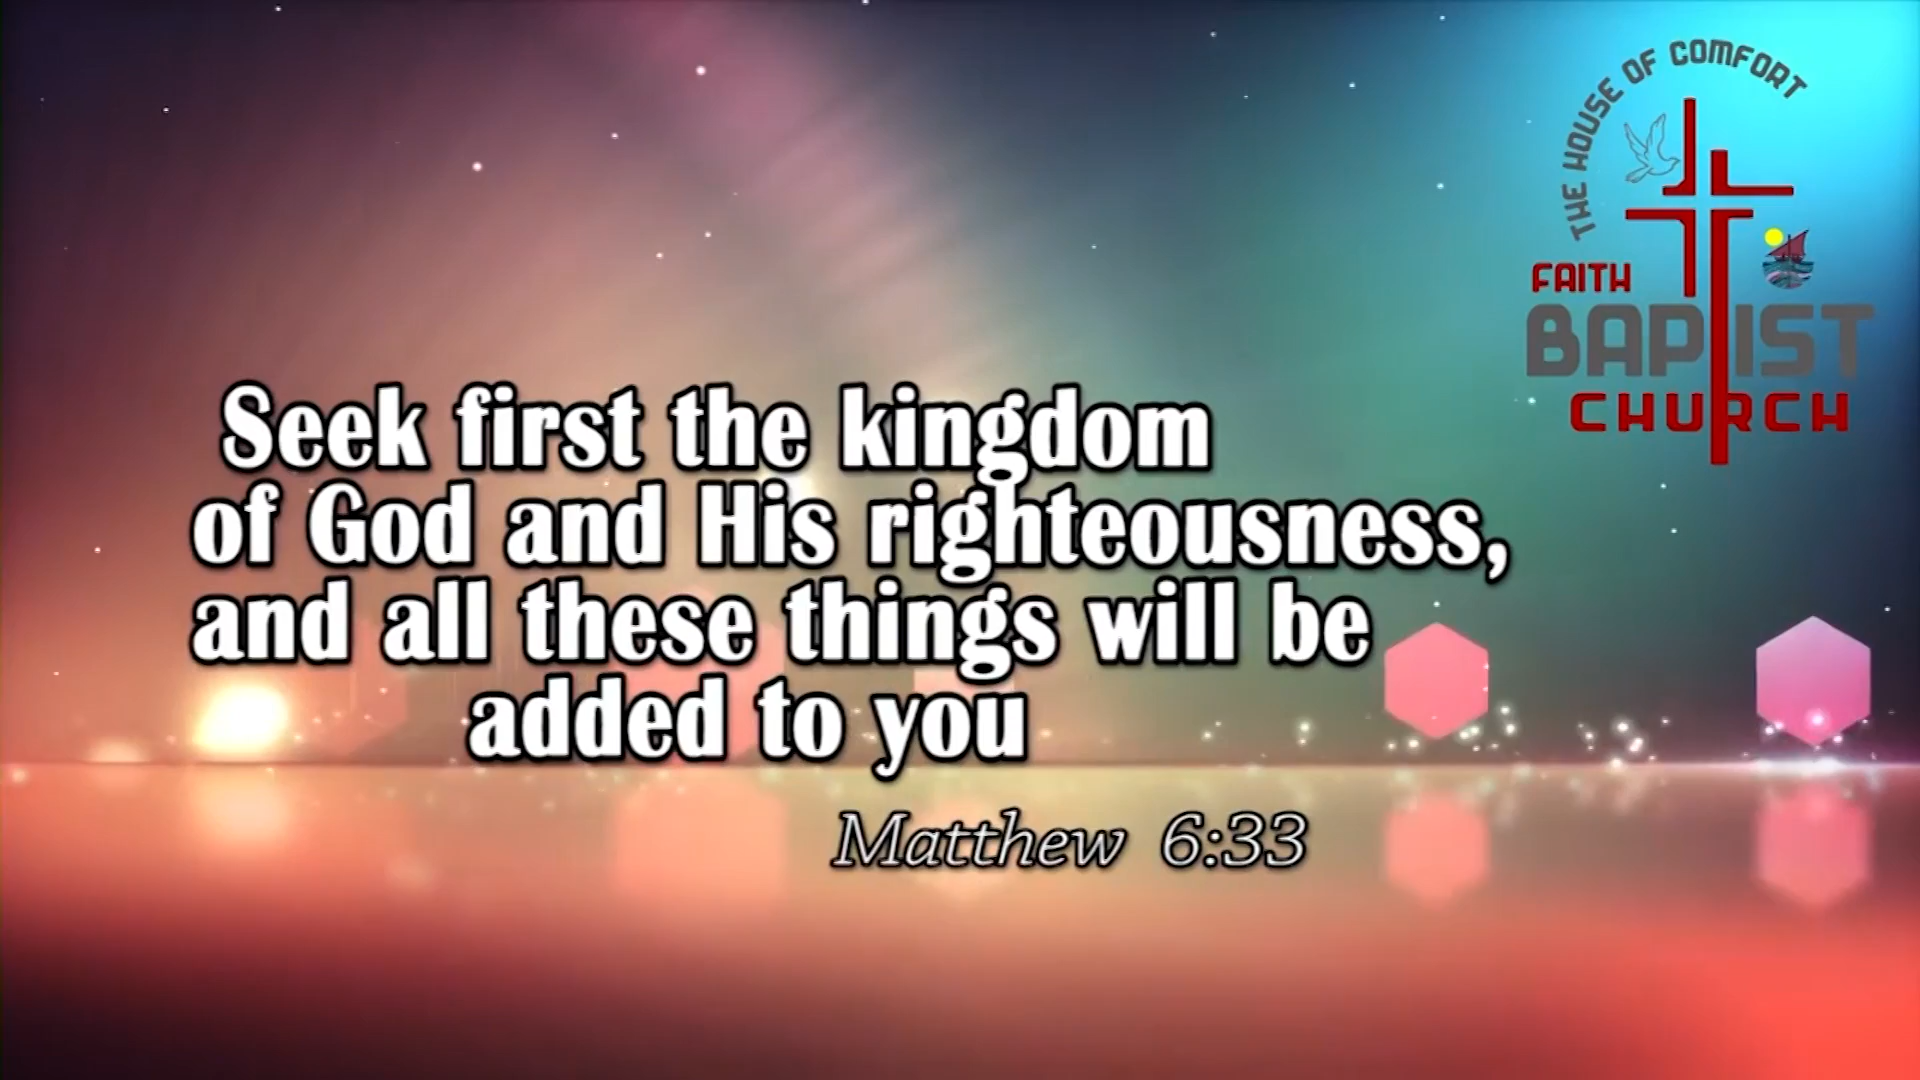 THE HOUSE OF COMFORT
FAITH
BAPTIST
CHURCH
Seek first the kingdom
of God and His righteousness,
and all these things will be
added to you
Matthew 6:33